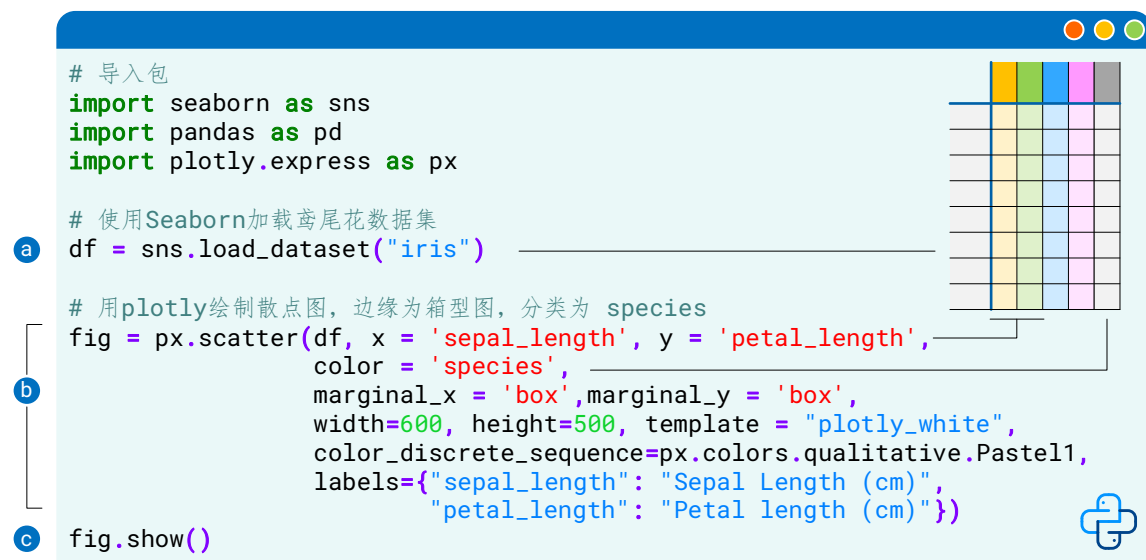 # 导入包
import seaborn as sns
import pandas as pd
import plotly.express as px
# 使用Seaborn加载鸢尾花数据集
a df = sns.load_dataset("iris")
# 用plotly绘制散点图，边缘为箱型图，分类为 species
fig = px.scatter(df, x = 'sepal_length', y = 'petal_length',
color = 'species',
b marginal_x = 'box',marginal_y = 'box',
width=600, height=500, template = "plotly_white",
color_discrete_sequence=px.colors.qualitative.Pastel1,
labels={"sepal_length": "Sepal Length (cm)",
"petal_length": "Petal length (cm)"})
c fig.show()